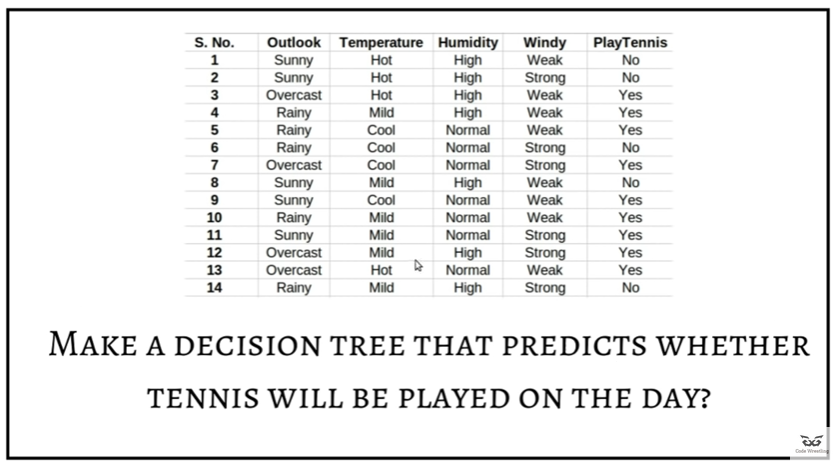 S. No. Outlook Temperature Humidity Windy PlayTennis
1 Sunny Hot High Weak No
2 Sunny Hot High Strong No
3 Overcast Hot High Weak Yes
4 Rainy Mild High Weak Yes
5 Rainy Cool Normal Weak Yes
6 Rainy Cool Normal Strong No
7 Overcast Cool Normal Strong Yes
8 Sunny Mild High Weak No
9 Sunny Cool Normal Weak Yes
10 Rainy Mild Normal Weak Yes
11 Sunny Mild Normal Strong Yes
12 Overcast Mild High Strong Yes
13 Overcast Hot Normal Weak Yes
14 Rainy Mild High Strong No
Make a decision tree that predicts whether
tennis will be played on the day?
Code Wrestling